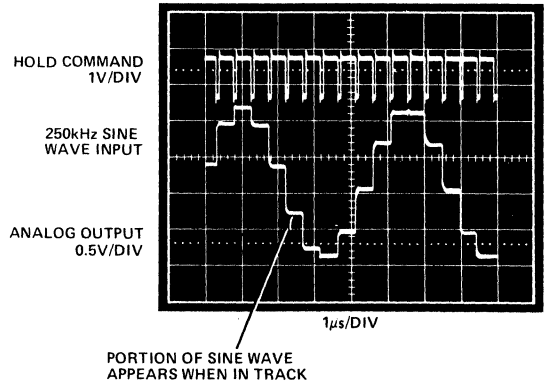 HOLD COMMAND
1V/DIV
250kHz SINE
WAVE INPUT
ANALOG OUTPUT
0.5V/DIV
1µs/DIV
PORTION OF SINE WAVE
APPEARS WHEN IN TRACK